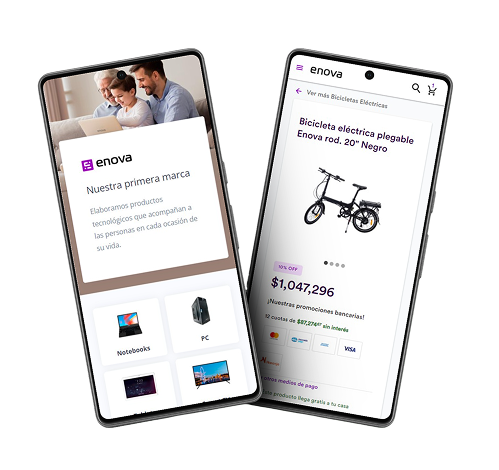 enova
Nuestra primera marca
Elaboramos productos
tecnológicos que acompañan a
las personas en cada ocasión de
su vida.
Notebooks
PC
enova
Ver más Bicicletas Eléctricas
Bicicleta eléctrica plegable
Enova rod. 20" Negro
10% OFF
$1,047,296
¡Nuestras promociones bancarias!
12 cuotas de $87,274 sin interés
VISA
otros medios de pago
producto llega gratis a tu casa